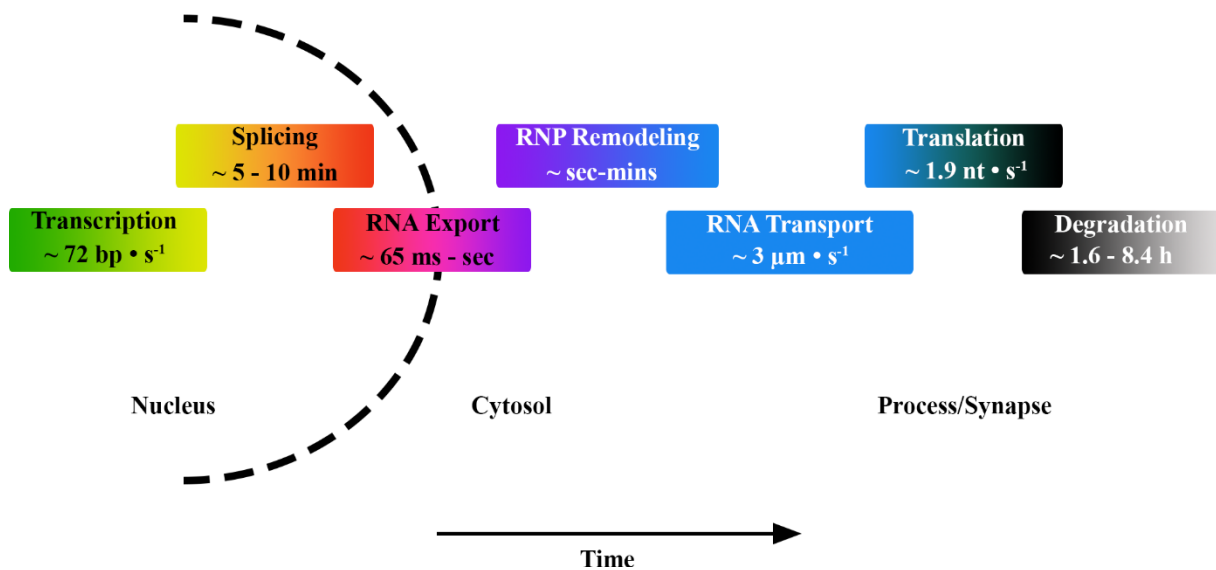 Splicing
~ 5 - 10 min
RNP Remodeling
~ sec-mins
Translation
~ 1.9 nt • s⁻¹
Transcription
~ 72 bp • s⁻¹
RNA Export
~ 65 ms - sec
RNA Transport
~ 3 µm • s⁻¹
Degradation
~ 1.6 - 8.4 h
Nucleus
Cytosol
Process/Synapse
Time